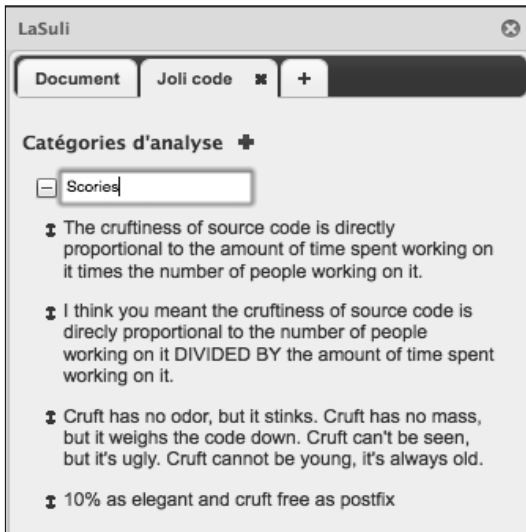 LaSuli
Document Joli code +
Catégories d'analyse
Scories
The cruftiness of source code is directly
proportional to the amount of time spent working on
it times the number of people working on it.
I think you meant the cruftiness of source code is
direcly proportional to the number of people
working on it DIVIDED BY the amount of time spent
working on it.
Cruft has no odor, but it stinks. Cruft has no mass,
but it weighs the code down. Cruft can't be seen,
but it's ugly. Cruft cannot be young, it's always old.
10% as elegant and cruft free as postfix